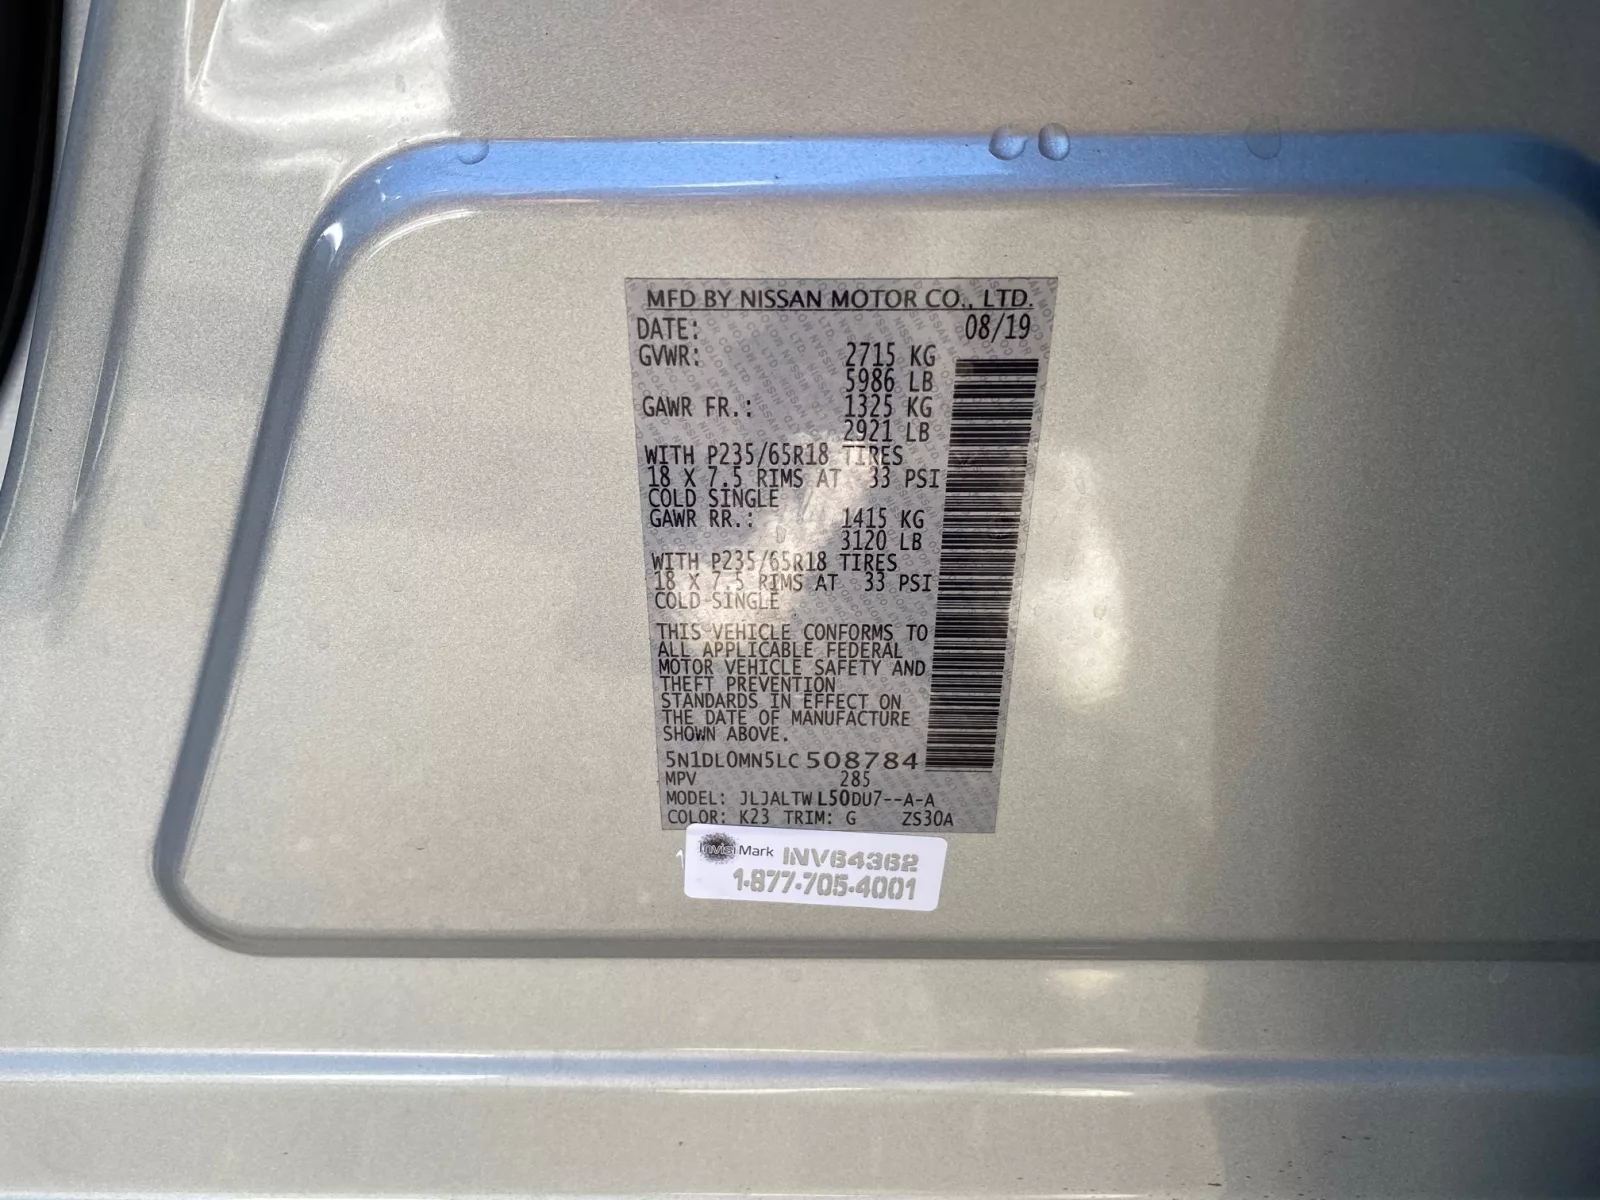 MFD BY NISSAN MOTOR CO., LTD.
DATE: 08/19
GVWR: 2715 KG
5986 LB
GAWR FR.: 1325 KG
2921 LB
WITH P235/65R18 TIRES
18 X 7.5 RIMS AT 33 PSI
COLD SINGLE
GAWR RR.: 1415 KG
3120 LB
WITH P235/65R18 TIRES
18 X 7.5 RIMS AT 33 PSI
COLD SINGLE
THIS VEHICLE CONFORMS TO
ALL APPLICABLE FEDERAL
MOTOR VEHICLE SAFETY AND
THEFT PREVENTION
STANDARDS IN EFFECT ON
THE DATE OF MANUFACTURE
SHOWN ABOVE.
5N1DL0MN5LC508784
MPV 285
MODEL: JLJALTWL50DU7--A-A
COLOR: K23 TRIM: G ZS30A
InvisiMark INV64362
1-877-705-4001